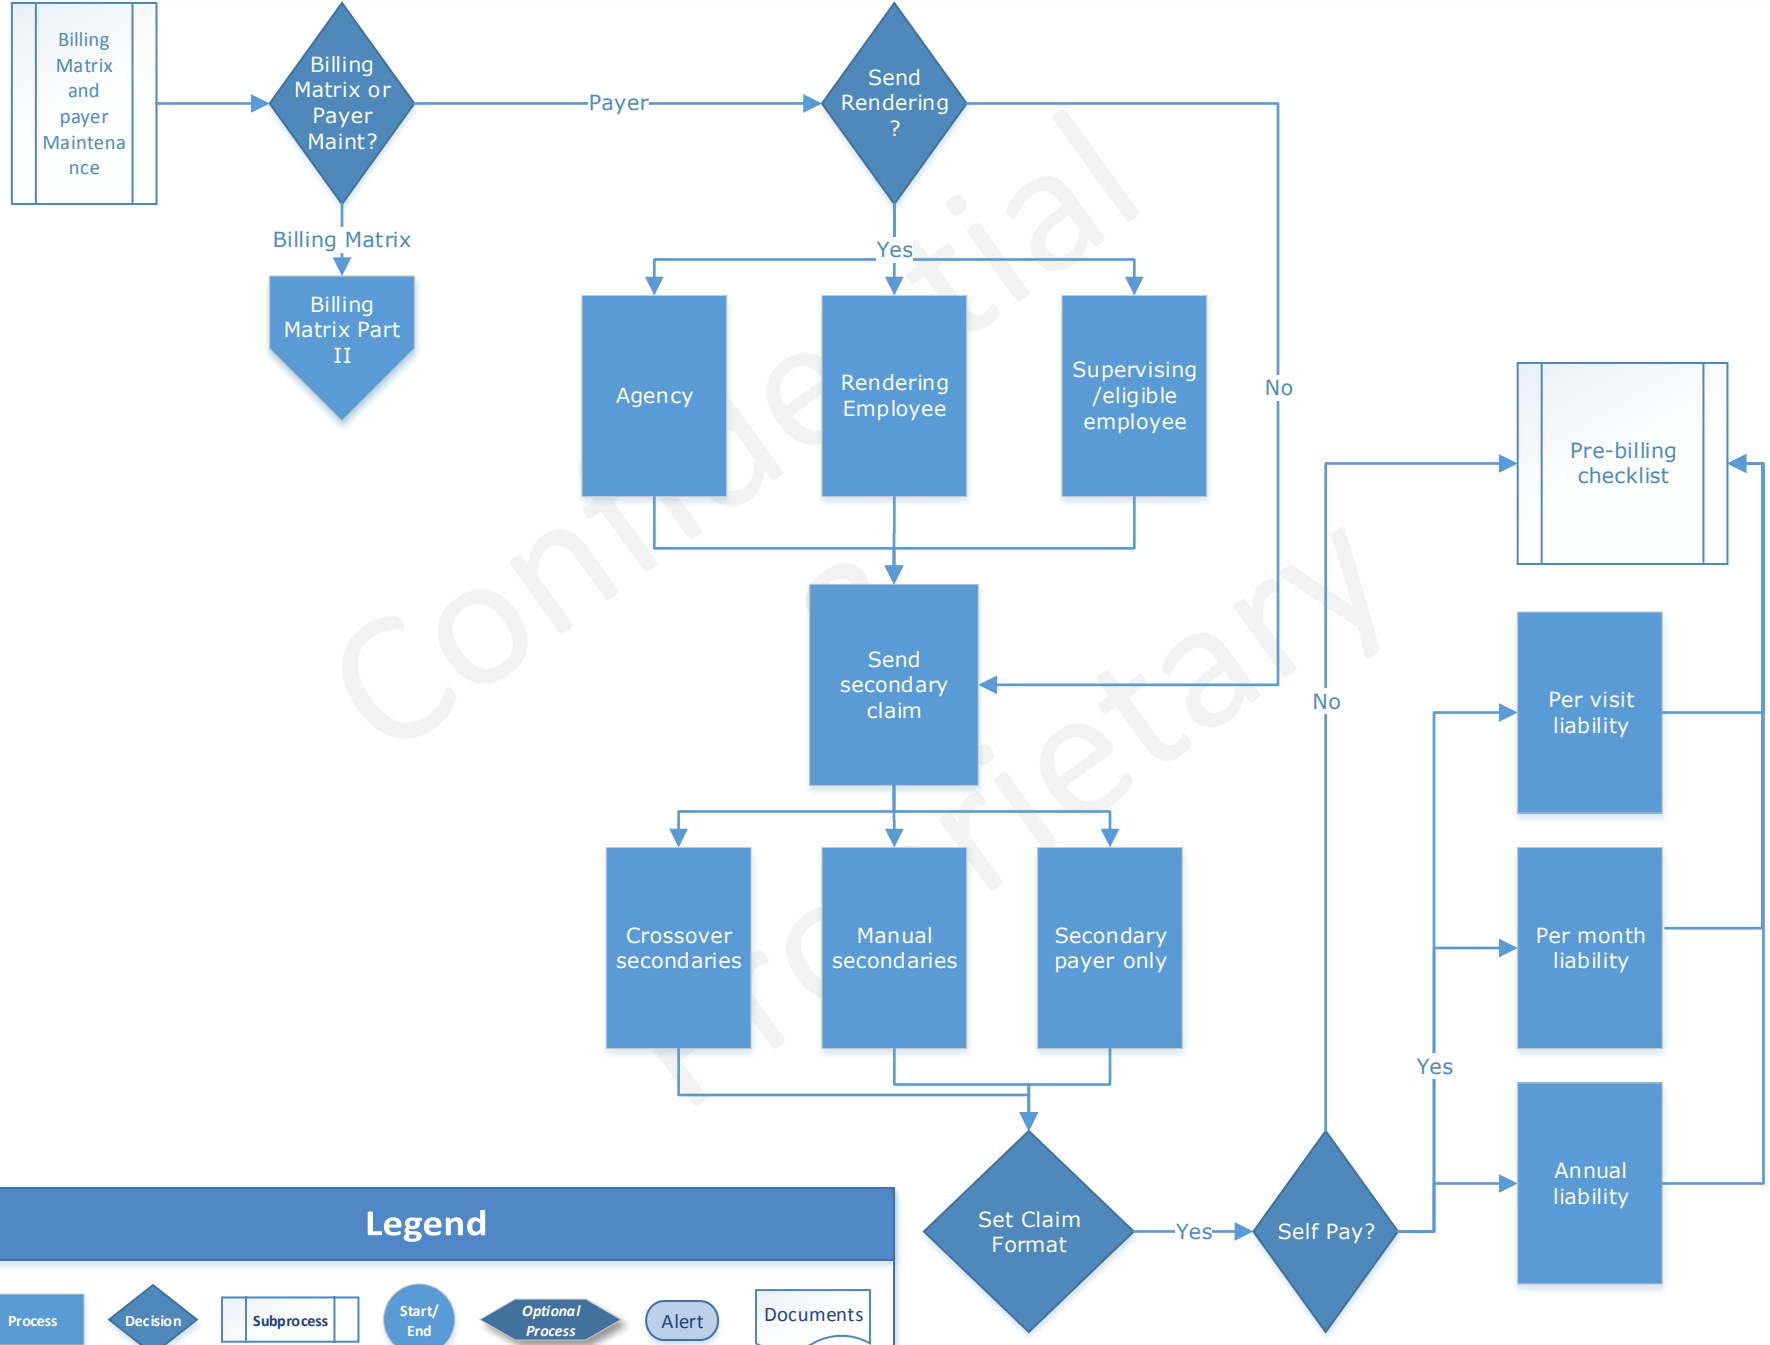 Billing
Matrix
and
payer
Maintena
nce
Billing
Matrix or
Payer
Maint?
Payer
Send
Rendering
?
Billing Matrix
Yes
Billing
Matrix Part
II
Agency
Rendering
Employee
Supervising
/eligible
employee
No
Pre-billing
checklist
Send
secondary
claim
No
Per visit
liability
Crossover
secondaries
Manual
secondaries
Secondary
payer only
Per month
liability
Yes
Set Claim
Format
Yes
Self Pay?
Annual
liability
Legend
Process
Decision
Subprocess
Start/
End
Optional
Process
Alert
Documents
Confidential